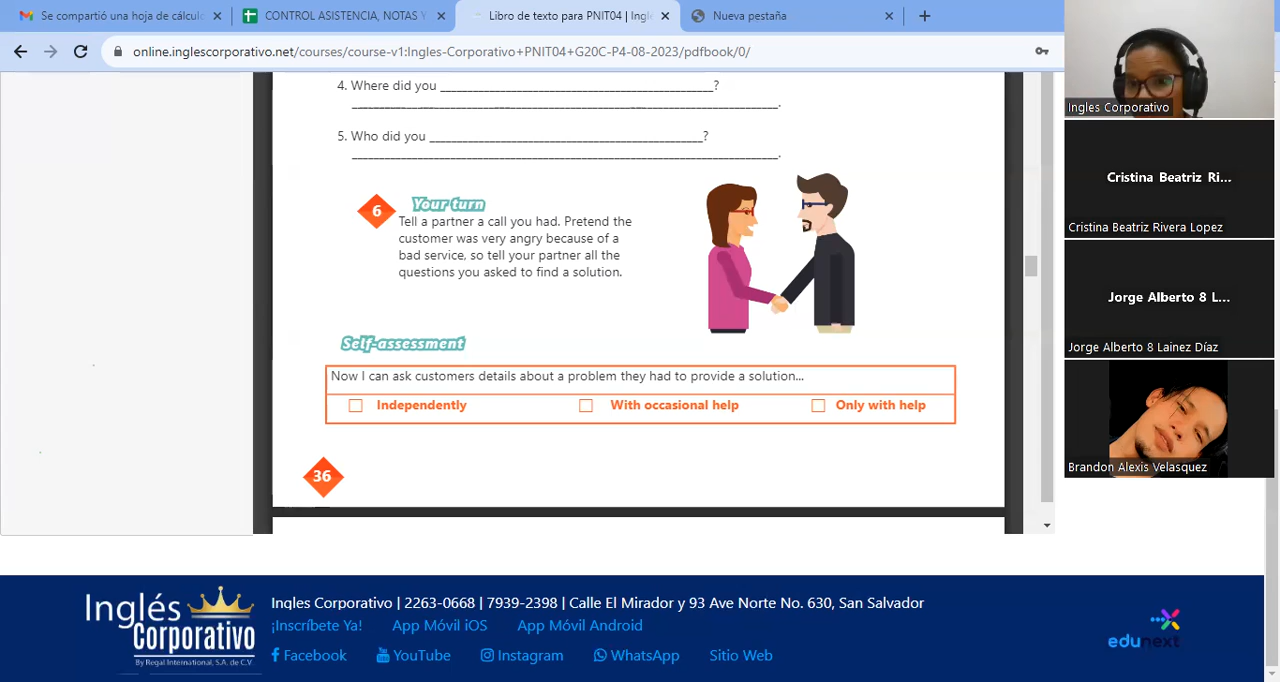 Se compartió una hoja de cálculo
CONTROL ASISTENCIA, NOTAS Y
Libro de texto para PNIT04 | Ingl
Nueva pestaña
online.inglescorporativo.net/courses/course-v1:Ingles-Corporativo+PNIT04+G20C-P4-08-2023/pdfbook/0/
4. Where did you ________________________________________?
______________________________________________________________.
5. Who did you ________________________________________?
______________________________________________________________.
6
Your turn
Tell a partner a call you had. Pretend the
customer was very angry because of a
bad service, so tell your partner all the
questions you asked to find a solution.
Self-assessment
Now I can ask customers details about a problem they had to provide a solution...
Independently
With occasional help
Only with help
36
Ingles Corporativo
Cristina Beatriz Ri...
Cristina Beatriz Rivera Lopez
Jorge Alberto 8 L...
Jorge Alberto 8 Lainez Díaz
Brandon Alexis Velasquez
Inglés
Corporativo
By Regal International, S.A. de C.V.
Ingles Corporativo | 2263-0668 | 7939-2398 | Calle El Mirador y 93 Ave Norte No. 630, San Salvador
¡Inscríbete Ya!
App Móvil iOS
App Móvil Android
Facebook
YouTube
Instagram
WhatsApp
Sitio Web
edunext